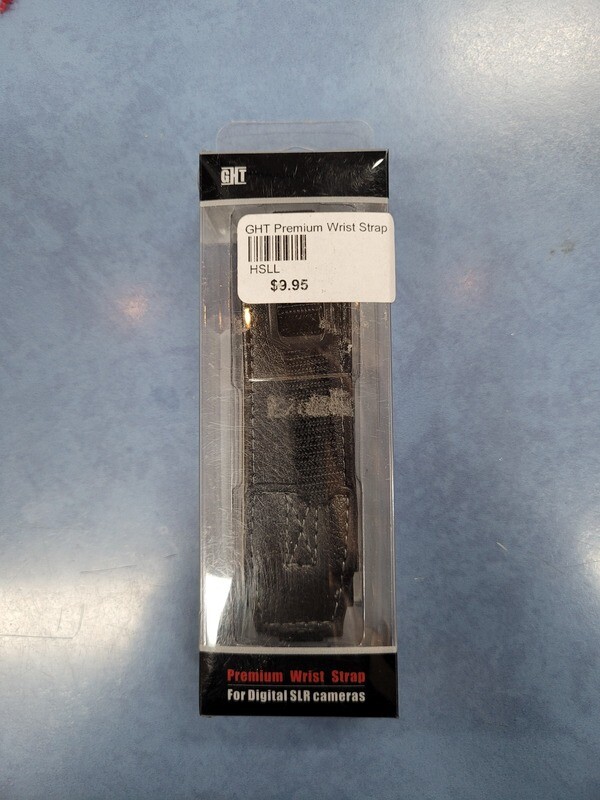 GHT
GHT Premium Wrist Strap
HSLL
$9.95
Premium Wrist Strap
For Digital SLR cameras